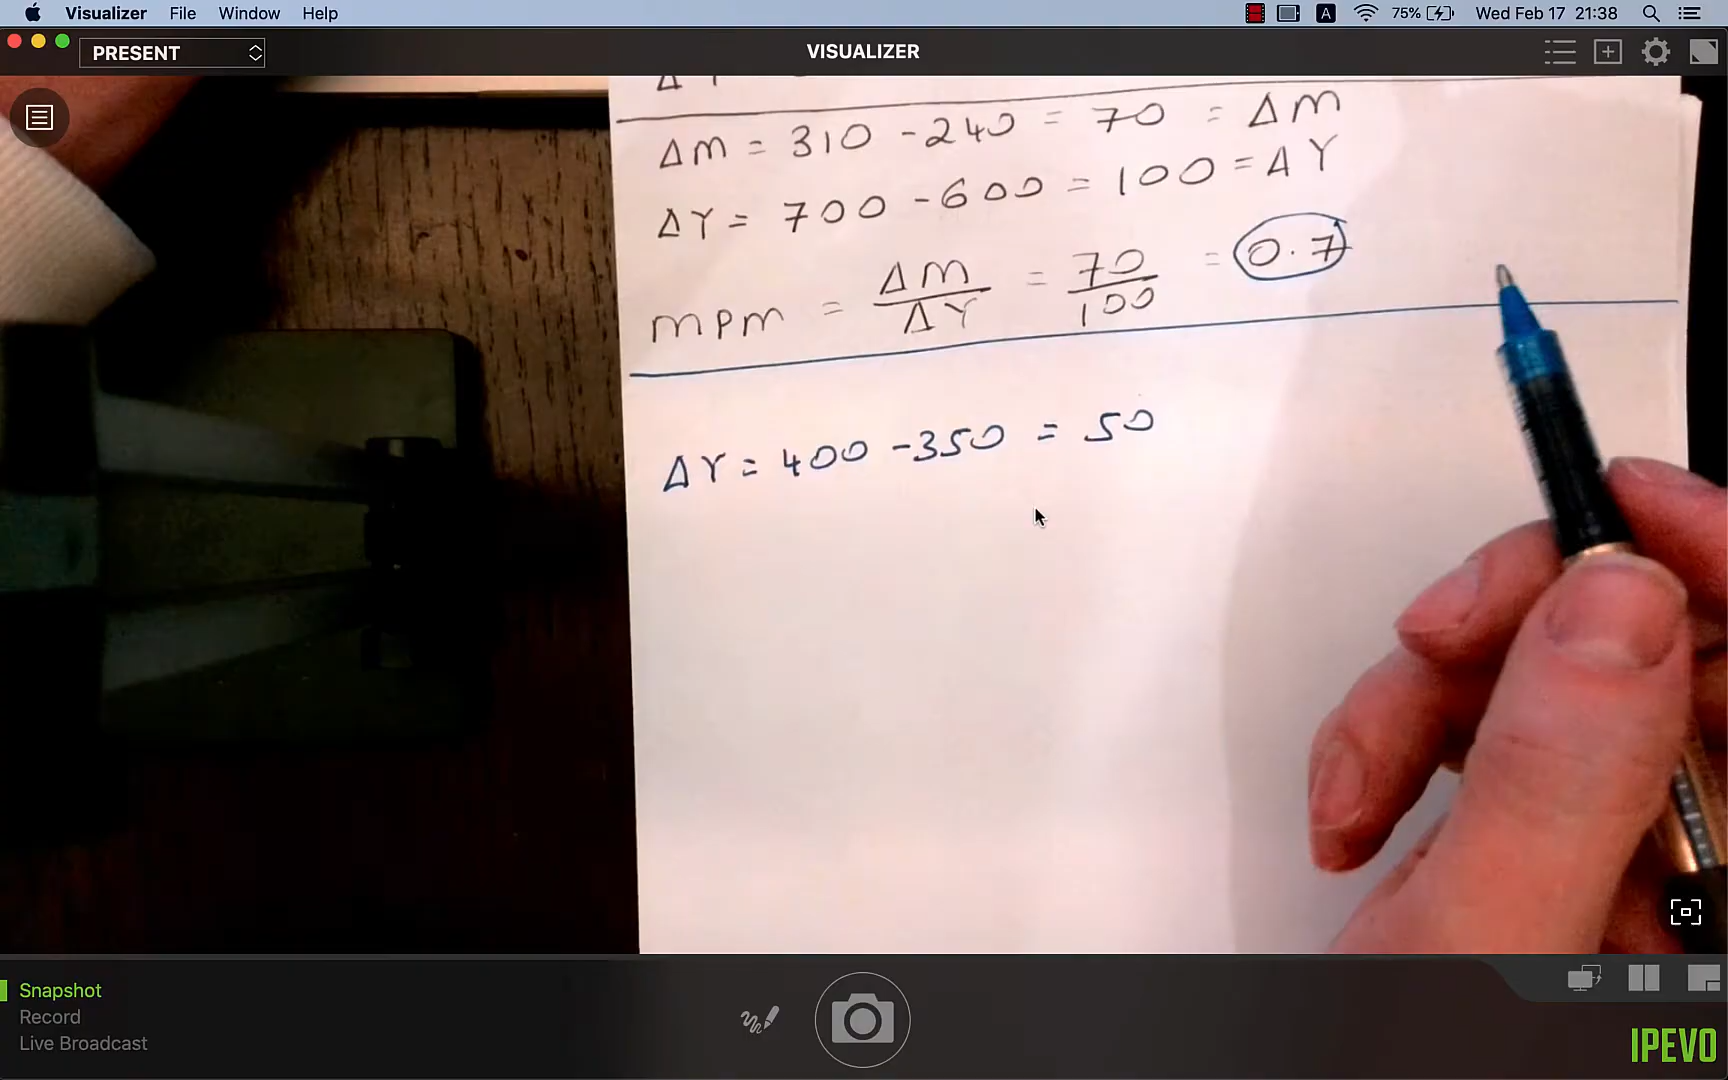 Visualizer File Window Help A 75% Wed Feb 17 21:38
PRESENT VISUALIZER
ΔY
ΔM = 310 - 240 = 70 = ΔM
ΔY = 700 - 600 = 100 = ΔY
mpm = ΔM/ΔY = 70/100 = 0.7
ΔY = 400 - 350 = 50
Snapshot
Record
Live Broadcast
IPEVO